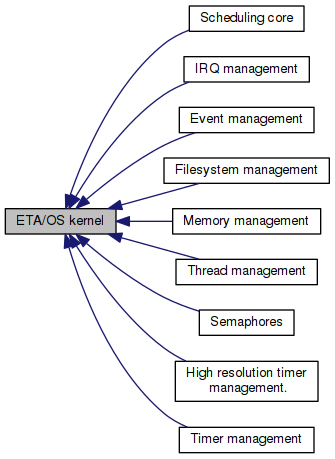 Scheduling core
IRQ management
Event management
Filesystem management
ETA/OS kernel
Memory management
Thread management
Semaphores
High resolution timer
management.
Timer management